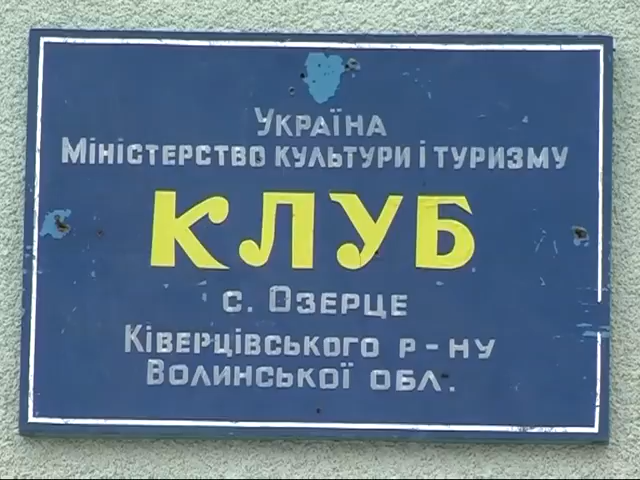 Україна
Міністерство культури і туризму
КЛУБ
с. Озерце
Ківерцівського р-ну
Волинської обл.